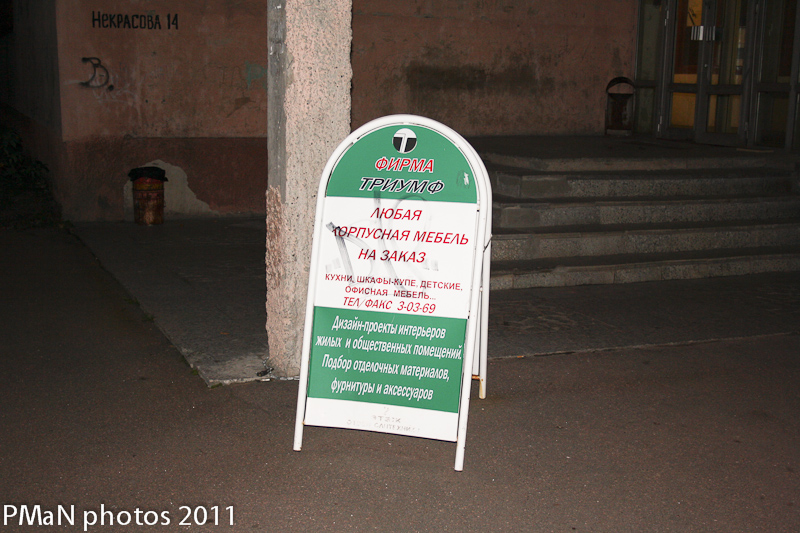 Некрасова 14
Т
ФИРМА
ТРИУМФ
ЛЮБАЯ
КОРПУСНАЯ МЕБЕЛЬ
НА ЗАКАЗ
КУХНИ, ШКАФЫ-КУПЕ, ДЕТСКИЕ,
ОФИСНАЯ МЕБЕЛЬ...
ТЕЛ/ФАКС 3-03-69
Дизайн-проекты интерьеров
жилых и общественных помещений.
Подбор отделочных материалов,
фурнитуры и аксессуаров
PMaN photos 2011